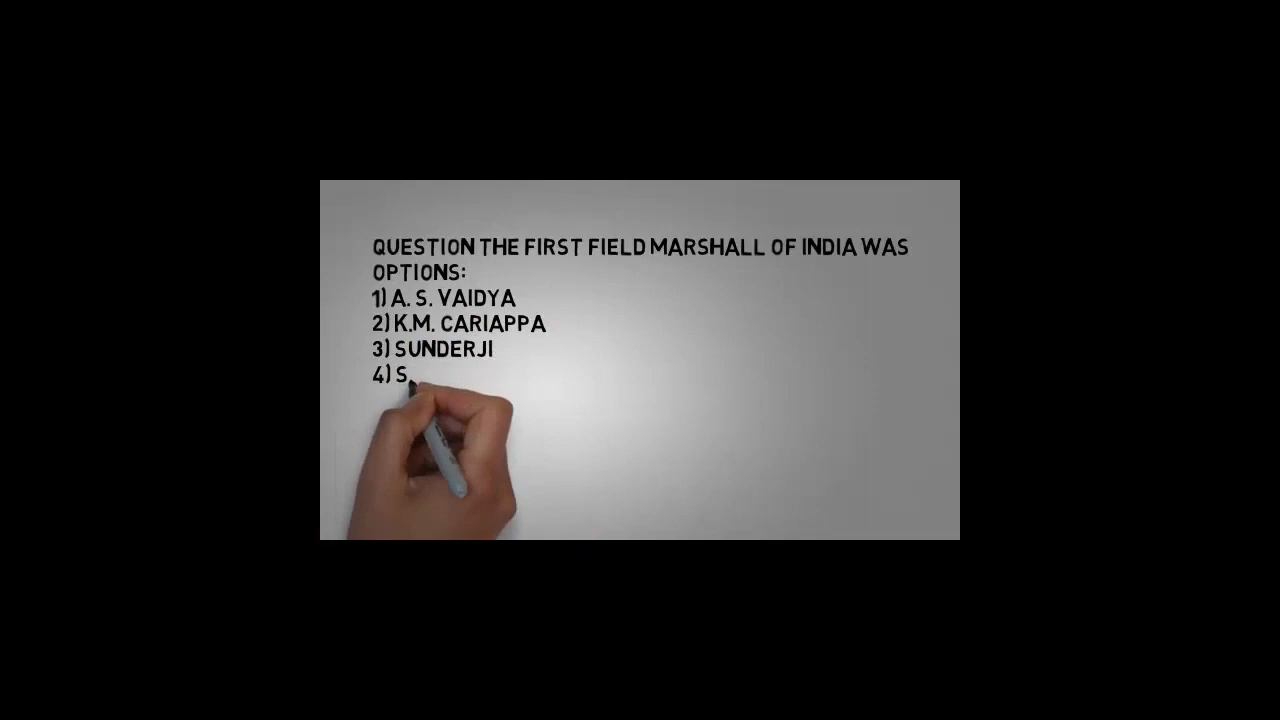 QUESTION THE FIRST FIELD MARSHALL OF INDIA WAS
OPTIONS:
1) A. S. VAIDYA
2) K.M. CARIAPPA
3) SUNDERJI
4) S.